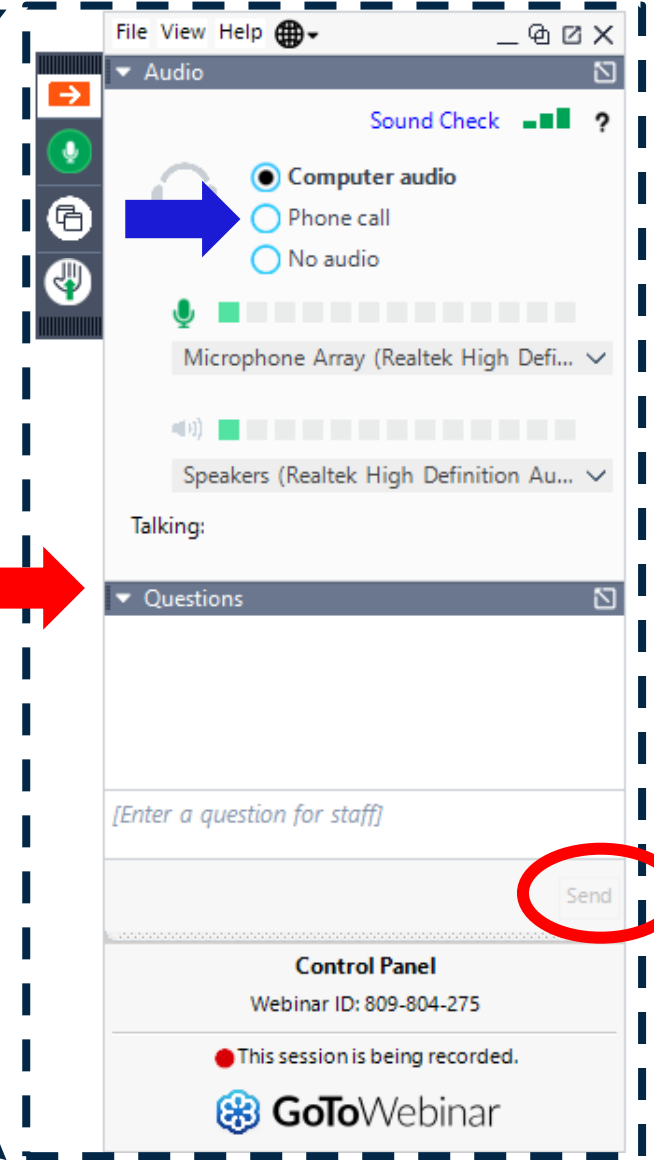 File View Help
Audio
Sound Check ?
Computer audio
Phone call
No audio
Microphone Array (Realtek High Defi...
Speakers (Realtek High Definition Au...
Talking:
Questions
[Enter a question for staff]
Send
Control Panel
Webinar ID: 809-804-275
This session is being recorded.
GoToWebinar